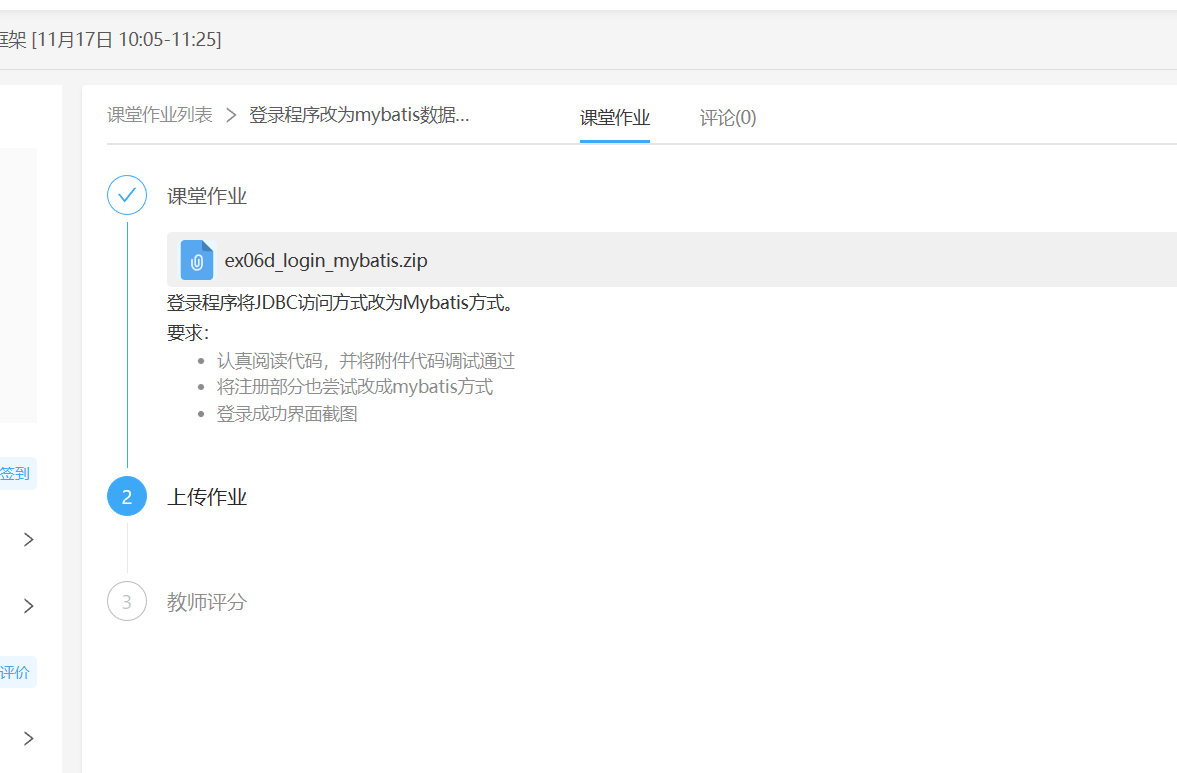 框架 [11月17日 10:05-11:25]
课堂作业列表 > 登录程序改为mybatis数据... 课堂作业 评论(0)
课堂作业
ex06d_login_mybatis.zip
登录程序将JDBC访问方式改为Mybatis方式。
要求：
认真阅读代码，并将附件代码调试通过
将注册部分也尝试改成mybatis方式
登录成功界面截图
签到
2 上传作业
3 教师评分
评价